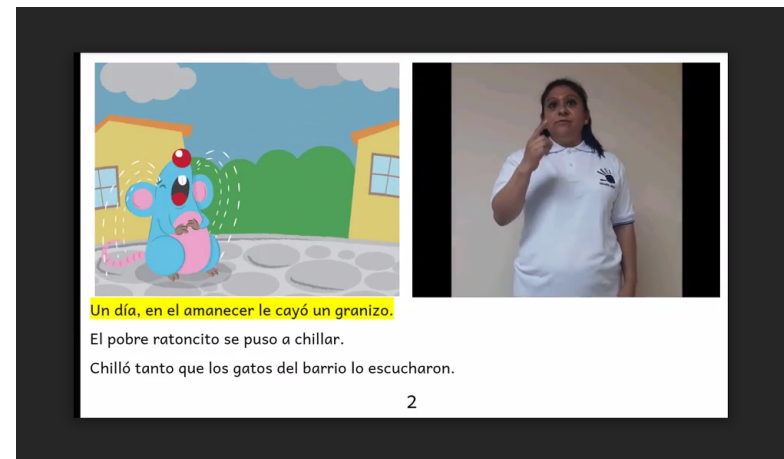 Un día, en el amanecer le cayó un granizo.
El pobre ratoncito se puso a chillar.
Chilló tanto que los gatos del barrio lo escucharon.
2